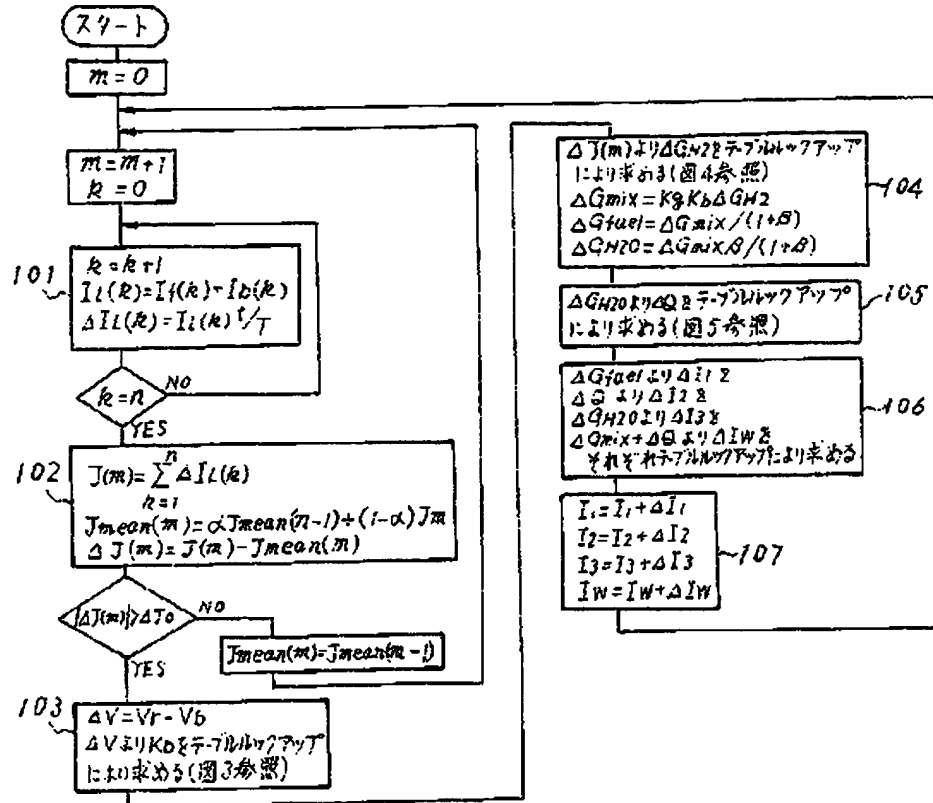 スタート
m = 0
m = m+1
k = 0
101
k = k+1
IL(k)=If(k)-Ib(k)
ΔIL(k)=IL(k) t/T
k=n
NO
YES
102
J(m)=Σ ΔIL(k)
n
k=1
Jmean(m)=αJmean(n-1)+(1-α)Jm
ΔJ(m)=J(m)-Jmean(m)
|ΔJ(m)|>ΔJ0
NO
YES
Jmean(m)=Jmean(m-1)
103
ΔV=Vr-Vb
ΔVよりKbをテーブルルックアップ
により求める(図3参照)
ΔJ(m)よりΔGH2をテーブルルックアップ
により求める(図4参照)
ΔGmix=KgKbΔGH2
ΔGfuel=ΔGmix/(1+β)
ΔGH2O=ΔGmixβ/(1+β)
104
ΔGH2OよりΔQをテーブルルックアップ
により求める(図5参照)
105
ΔGfuelよりΔI1を
ΔQよりΔI2を
ΔGH2OよりΔI3を
ΔGmix+ΔQよりΔIWを
それぞれテーブルルックアップにより求める
106
I1=I1+ΔI1
I2=I2+ΔI2
I3=I3+ΔI3
IW=IW+ΔIW
107